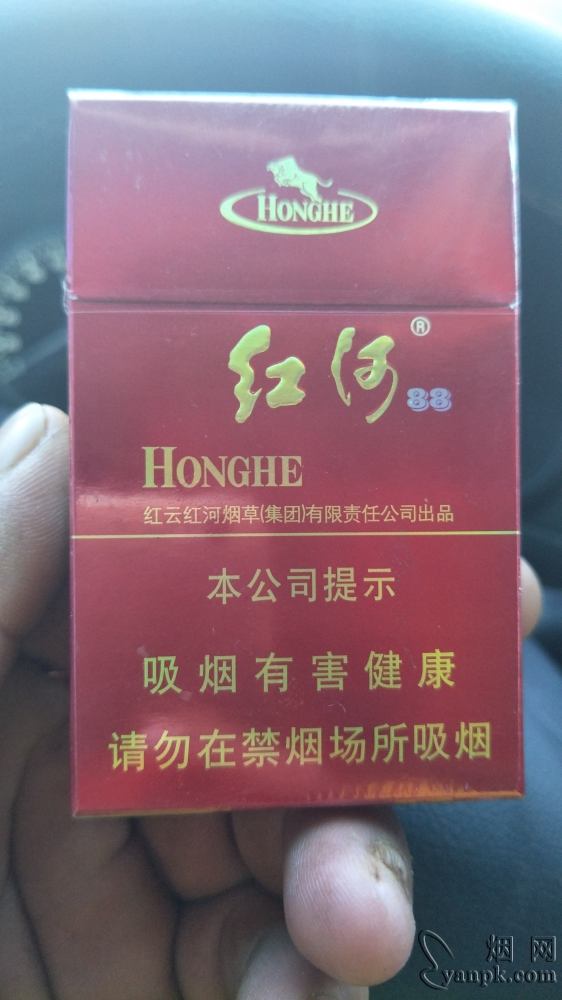 HONGHE
红河®
88
HONGHE
红云红河烟草(集团)有限责任公司出品
本公司提示
吸烟有害健康
请勿在禁烟场所吸烟
烟网
yanpk.com